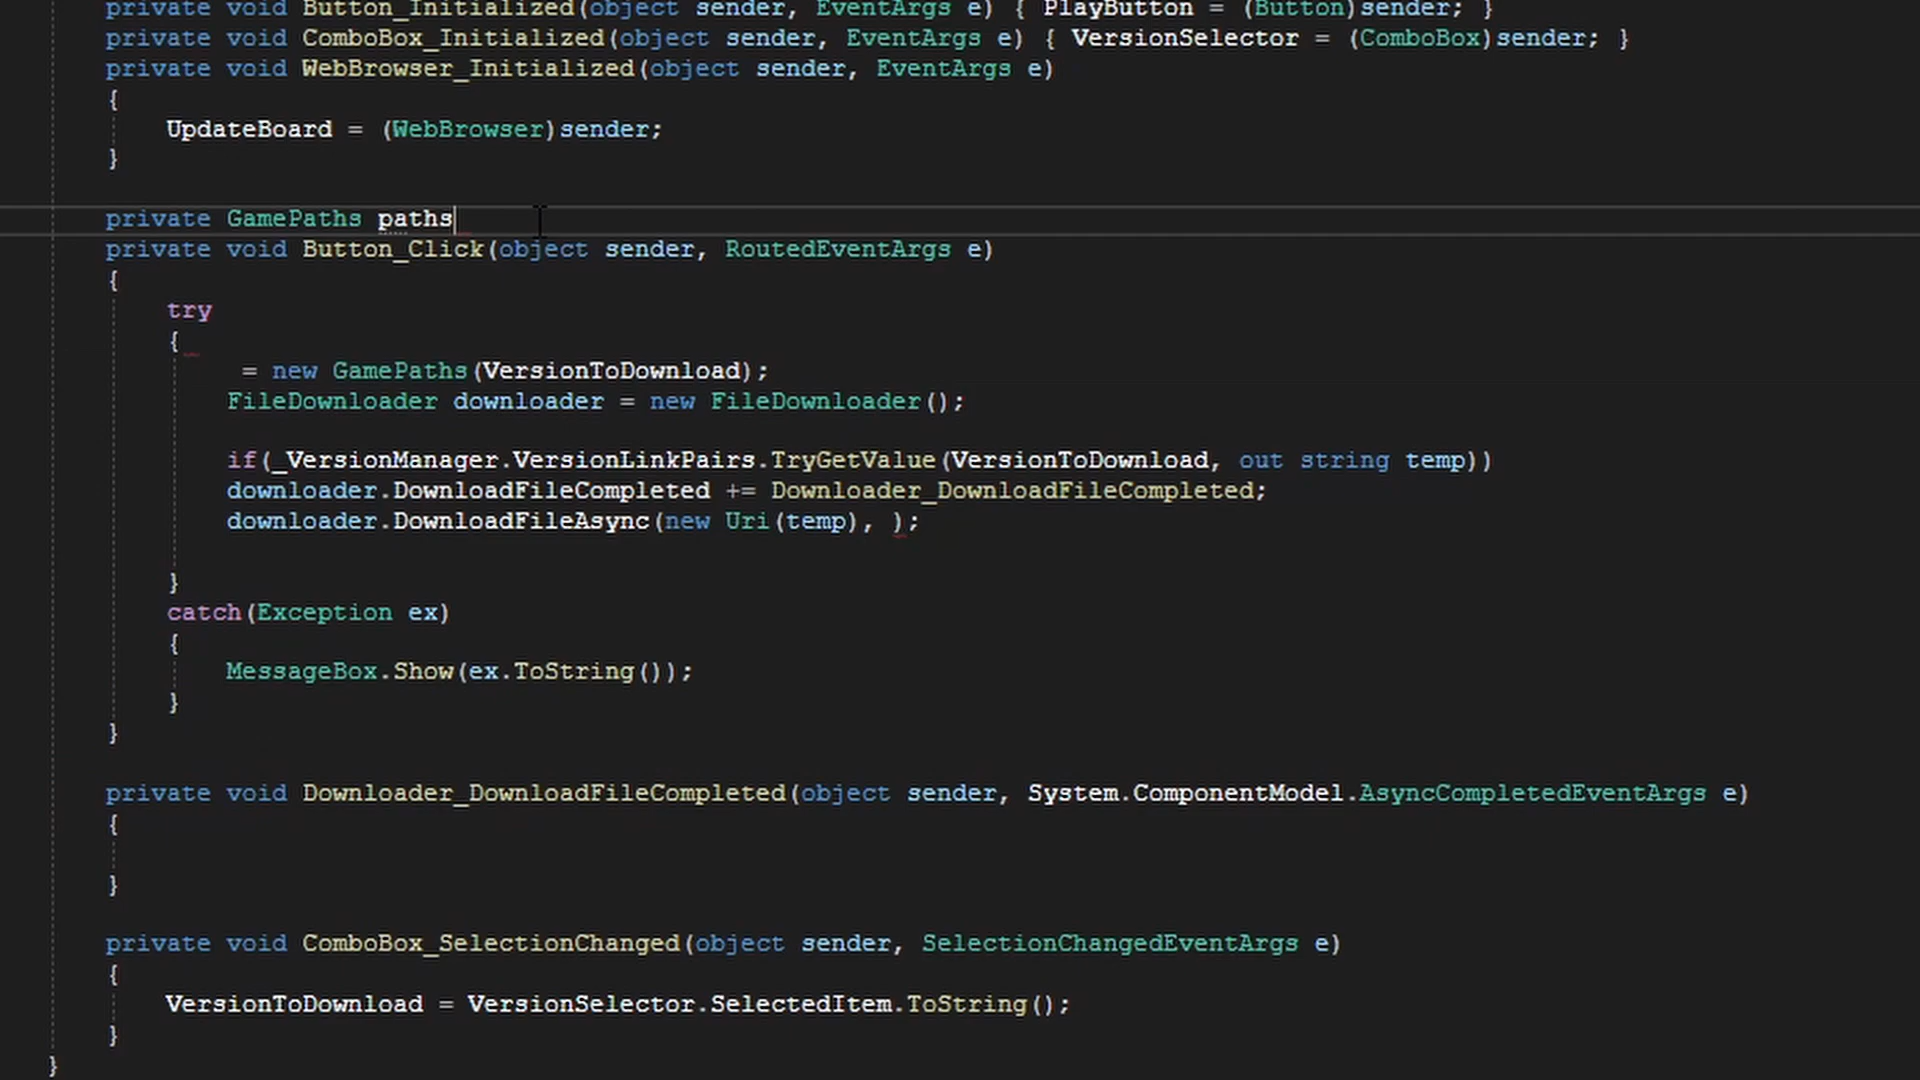 private void Button_Initialized(object sender, EventArgs e) { PlayButton = (Button)sender; }
private void ComboBox_Initialized(object sender, EventArgs e) { VersionSelector = (ComboBox)sender; }
private void WebBrowser_Initialized(object sender, EventArgs e)
{
UpdateBoard = (WebBrowser)sender;
}
private GamePaths paths
private void Button_Click(object sender, RoutedEventArgs e)
{
try
{
= new GamePaths(VersionToDownload);
FileDownloader downloader = new FileDownloader();
if(_VersionManager.VersionLinkPairs.TryGetValue(VersionToDownload, out string temp))
downloader.DownloadFileCompleted += Downloader_DownloadFileCompleted;
downloader.DownloadFileAsync(new Uri(temp), );
}
catch(Exception ex)
{
MessageBox.Show(ex.ToString());
}
}
private void Downloader_DownloadFileCompleted(object sender, System.ComponentModel.AsyncCompletedEventArgs e)
{
}
private void ComboBox_SelectionChanged(object sender, SelectionChangedEventArgs e)
{
VersionToDownload = VersionSelector.SelectedItem.ToString();
}
}